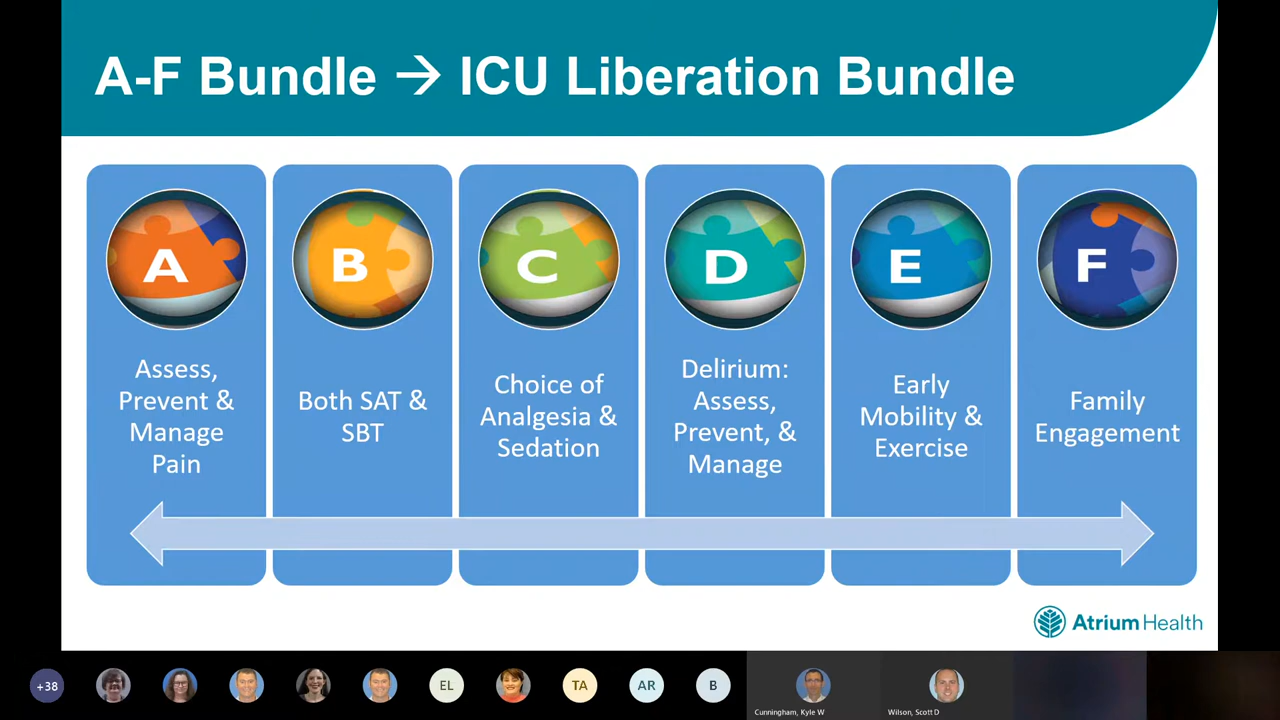 A-F Bundle → ICU Liberation Bundle
A
B
C
D
E
F
Assess,
Prevent &
Manage
Pain
Both SAT &
SBT
Choice of
Analgesia &
Sedation
Delirium:
Assess,
Prevent, &
Manage
Early
Mobility &
Exercise
Family
Engagement
Atrium Health
+38
EL
TA
AR
B
Cunningham, Kyle W
Wilson, Scott D